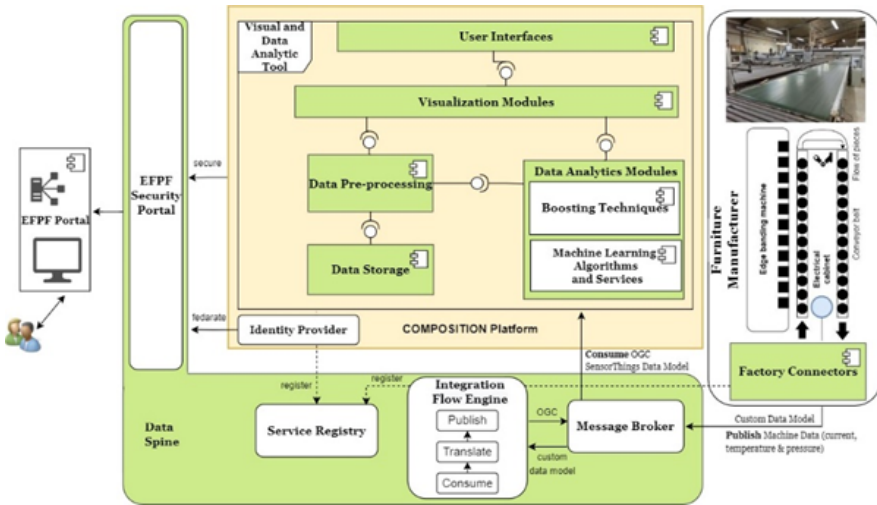 Visual and
Data
Analytic
Tool
User Interfaces
Visualization Modules
Data Pre-processing
Data Analytics Modules
Boosting Techniques
Machine Learning
Algorithms
and Services
Data Storage
COMPOSITION Platform
Identity Provider
EFPF
Security
Portal
secure
fedarate
EFPF Portal
Furniture
Manufacturer
Edge banding machine
Electrical
cabinet
Conveyor belt
Flow of pieces
Factory Connectors
Custom Data Model
Publish Machine Data (current,
temperature & pressure)
Consume OGC
SensorThings Data Model
register
register
Data
Spine
Service Registry
Integration
Flow Engine
Publish
Translate
Consume
OGC
custom
data model
Message Broker